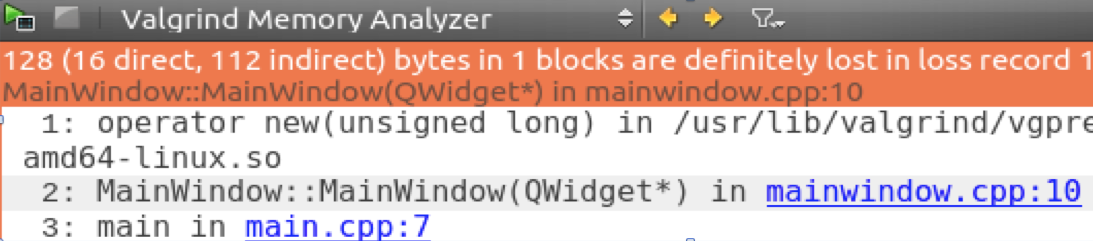 Valgrind Memory Analyzer
128 (16 direct, 112 indirect) bytes in 1 blocks are definitely lost in loss record 1
MainWindow::MainWindow(QWidget*) in mainwindow.cpp:10
1: operator new(unsigned long) in /usr/lib/valgrind/vgpre
amd64-linux.so
2: MainWindow::MainWindow(QWidget*) in mainwindow.cpp:10
3: main in main.cpp:7